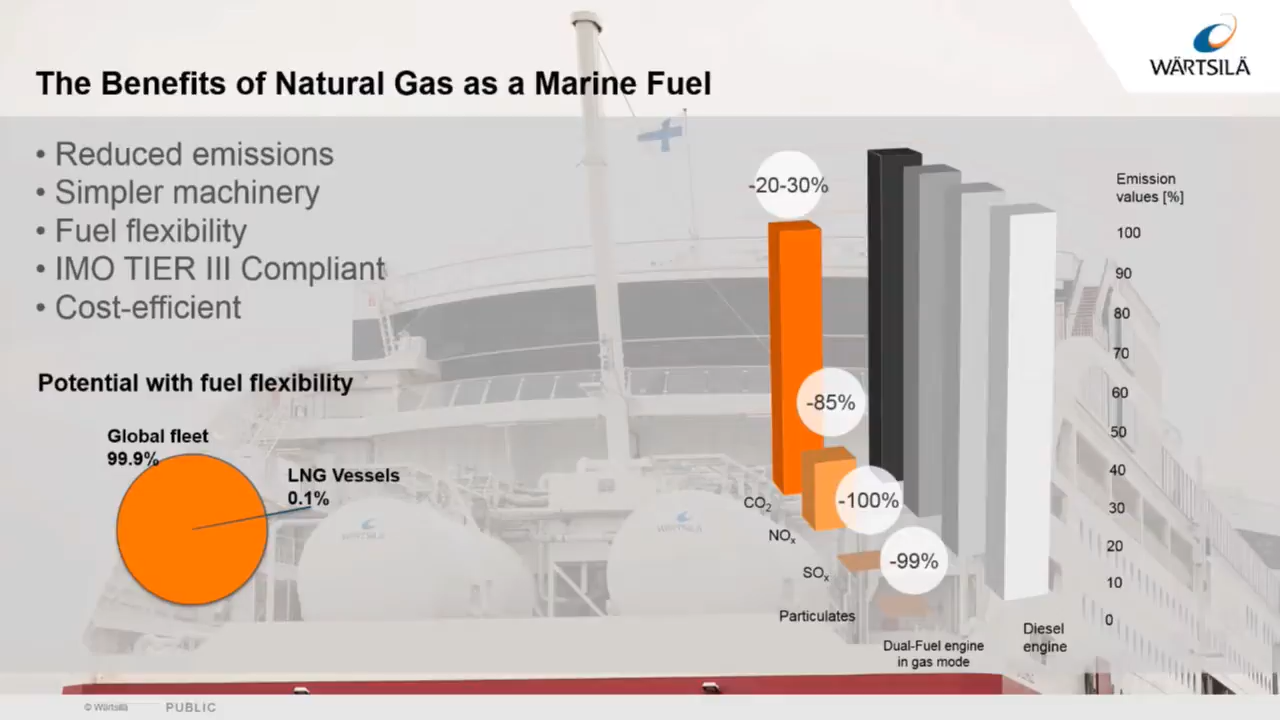 WÄRTSILÄ
The Benefits of Natural Gas as a Marine Fuel
• Reduced emissions
• Simpler machinery
• Fuel flexibility
• IMO TIER III Compliant
• Cost-efficient
Potential with fuel flexibility
Global fleet
99.9%
LNG Vessels
0.1%
-20-30%
-85%
-100%
-99%
CO₂
NOₓ
SOₓ
Particulates
Dual-Fuel engine
in gas mode
Diesel
engine
Emission
values [%]
100
90
80
70
60
50
40
30
20
10
0
WÄRTSILÄ
WÄRTSILÄ
© Wärtsilä
PUBLIC